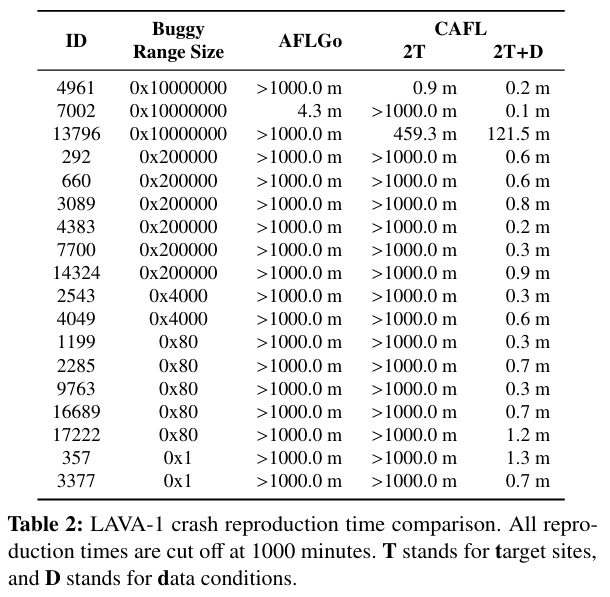 ID Buggy Range Size AFLGo CAFL
2T 2T+D
4961 0x10000000 >1000.0 m 0.9 m 0.2 m
7002 0x10000000 4.3 m >1000.0 m 0.1 m
13796 0x10000000 >1000.0 m 459.3 m 121.5 m
292 0x200000 >1000.0 m >1000.0 m 0.6 m
660 0x200000 >1000.0 m >1000.0 m 0.6 m
3089 0x200000 >1000.0 m >1000.0 m 0.8 m
4383 0x200000 >1000.0 m >1000.0 m 0.2 m
7700 0x200000 >1000.0 m >1000.0 m 0.3 m
14324 0x200000 >1000.0 m >1000.0 m 0.9 m
2543 0x4000 >1000.0 m >1000.0 m 0.3 m
4049 0x4000 >1000.0 m >1000.0 m 0.6 m
1199 0x80 >1000.0 m >1000.0 m 0.3 m
2285 0x80 >1000.0 m >1000.0 m 0.7 m
9763 0x80 >1000.0 m >1000.0 m 0.3 m
16689 0x80 >1000.0 m >1000.0 m 0.7 m
17222 0x80 >1000.0 m >1000.0 m 1.2 m
357 0x1 >1000.0 m >1000.0 m 1.3 m
3377 0x1 >1000.0 m >1000.0 m 0.7 m
Table 2: LAVA-1 crash reproduction time comparison. All repro-
duction times are cut off at 1000 minutes. T stands for target sites,
and D stands for data conditions.